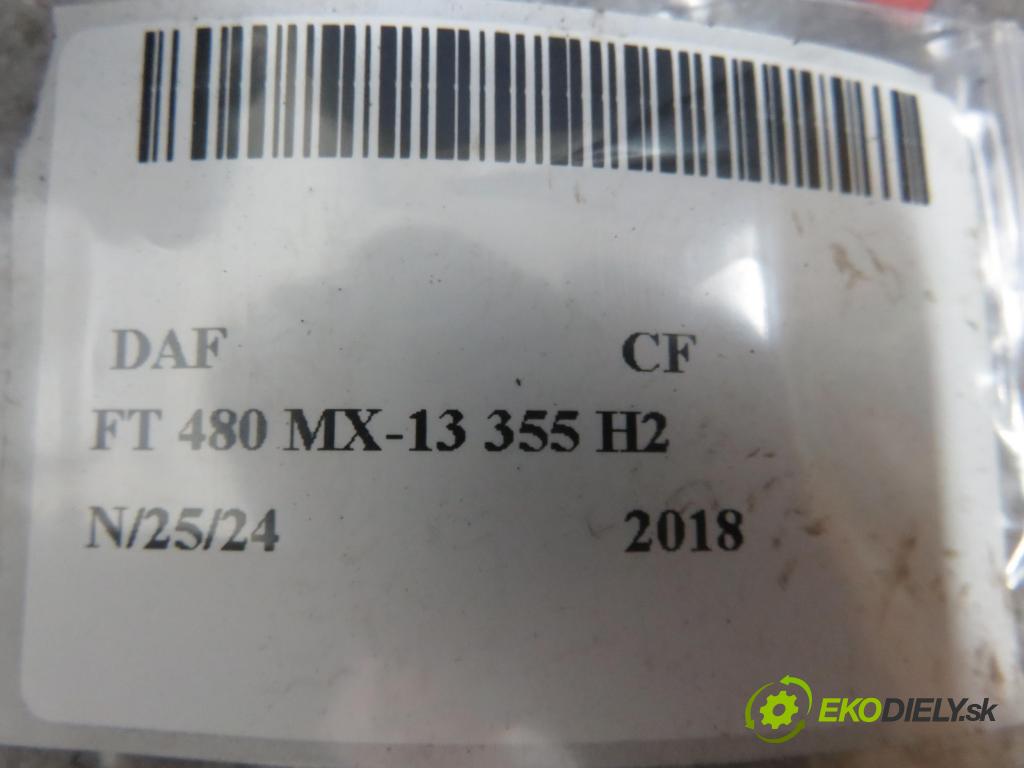 DAF CF
FT 480 MX-13 355 H2
N/25/24 2018
EKODIELY.sk